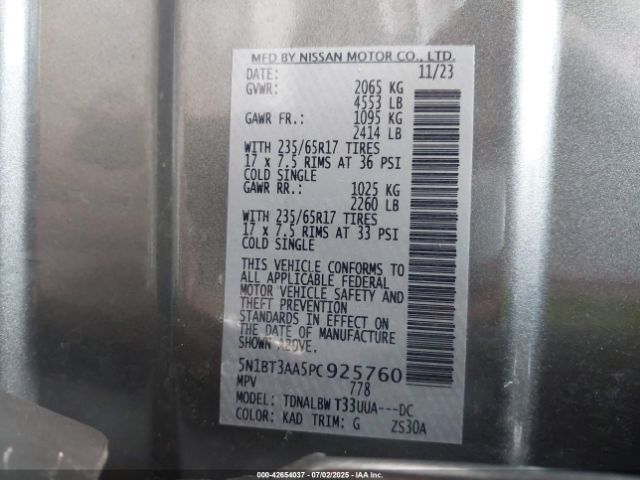 MFD BY NISSAN MOTOR CO., LTD.
DATE: 11/23
GVWR: 2065 KG
4553 LB
GAWR FR.: 1095 KG
2414 LB
WITH 235/65R17 TIRES
17 x 7.5 RIMS AT 36 PSI
COLD SINGLE
GAWR RR.: 1025 KG
2260 LB
WITH 235/65R17 TIRES
17 x 7.5 RIMS AT 33 PSI
COLD SINGLE
THIS VEHICLE CONFORMS TO
ALL APPLICABLE FEDERAL
MOTOR VEHICLE SAFETY AND
THEFT PREVENTION
STANDARDS IN EFFECT ON
THE DATE OF MANUFACTURE
SHOWN ABOVE.
5N1BT3AA5PC925760
MPV 778
MODEL: TDNALBW T33UUA---DC
COLOR: KAD TRIM: G ZS30A
000-42654037 - 07/02/2025 - IAAI.COM